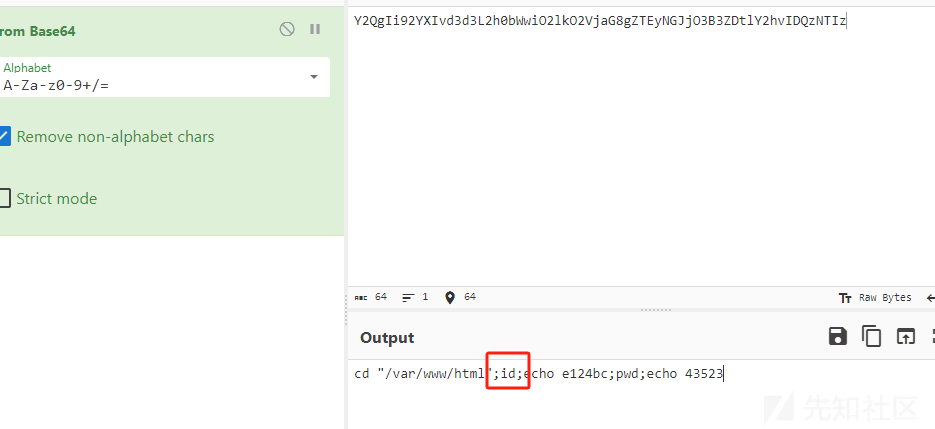 rom Base64
Alphabet
A-Za-z0-9+/=
Remove non-alphabet chars
Strict mode
Y2QgIi92YXIvd3d3L2h0bWwiO2lkO2VjaG8gZTEyNGJjO3B3ZDtlY2hvIDQzNTIz
ABC 64 1 64
Tт Raw Bytes
Output
cd "/var/www/html";id;echo e124bc;pwd;echo 43523
先知社区